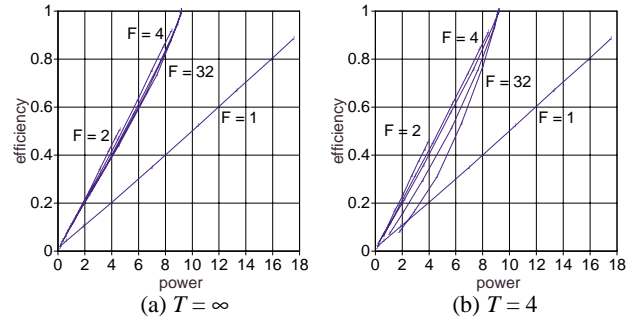 efficiency
1
0.8
0.6
0.4
0.2
0
F = 4
F = 32
F = 2
F = 1
0 2 4 6 8 10 12 14 16 18
power
(a) T = ∞
efficiency
1
0.8
0.6
0.4
0.2
0
F = 4
F = 32
F = 2
F = 1
0 2 4 6 8 10 12 14 16 18
power
(b) T = 4